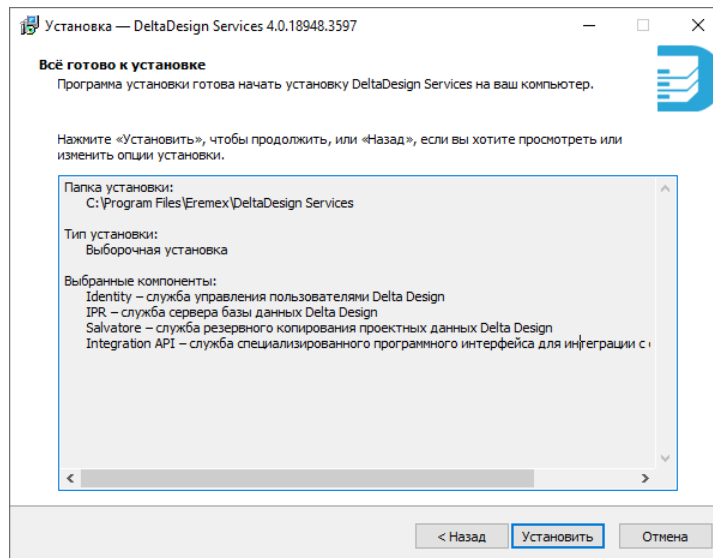 Установка — DeltaDesign Services 4.0.18948.3597
Всё готово к установке
Программа установки готова начать установку DeltaDesign Services на ваш компьютер.
Нажмите «Установить», чтобы продолжить, или «Назад», если вы хотите просмотреть или
изменить опции установки.
Папка установки:
C:\Program Files\Eremex\DeltaDesign Services
Тип установки:
Выборочная установка
Выбранные компоненты:
Identity – служба управления пользователями Delta Design
IPR – служба сервера базы данных Delta Design
Salvatore – служба резервного копирования проектных данных Delta Design
Integration API – служба специализированного программного интерфейса для интеграции с
< Назад
Установить
Отмена